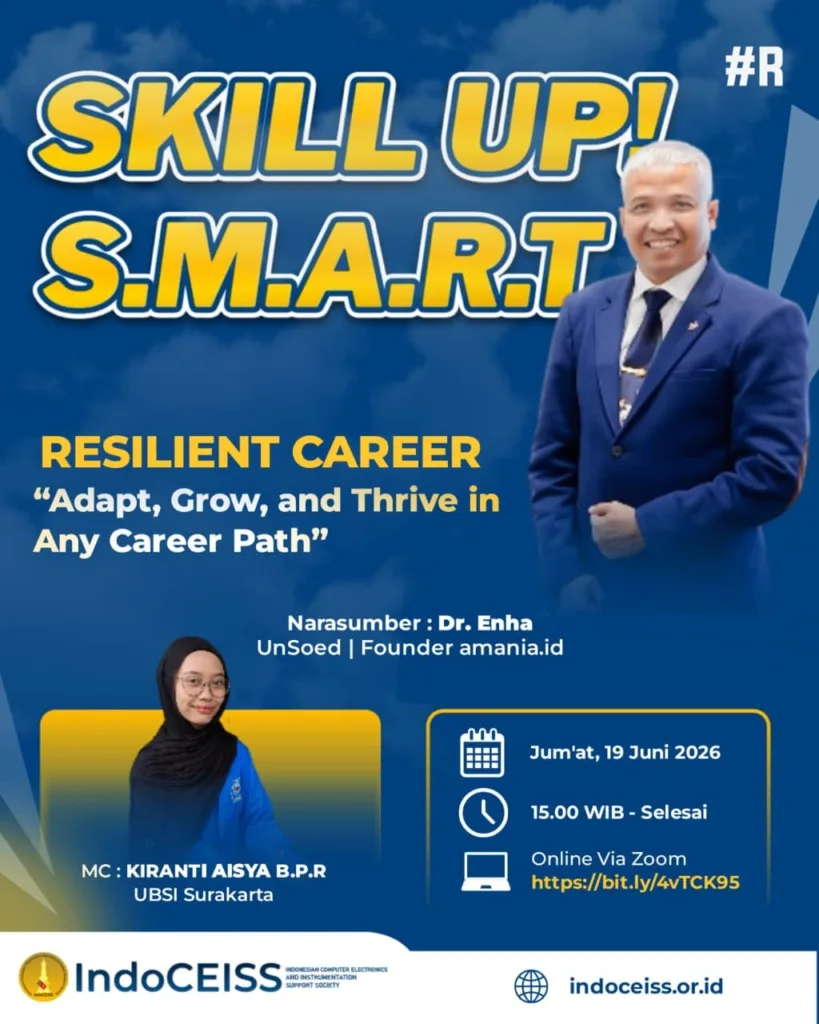 #R
SKILL UP!
S.M.A.R.T
RESILIENT CAREER
“Adapt, Grow, and Thrive in
Any Career Path”
Narasumber : Dr. Enha
UnSoed | Founder amania.id
MC : KIRANTI AISYA B.P.R
UBSI Surakarta
Jum'at, 19 Juni 2026
15.00 WIB - Selesai
Online Via Zoom
https://bit.ly/4vTCK95
IndoCEISS
INDONESIAN COMPUTER ELECTRONICS
AND INSTRUMENTATION
SUPPORT SOCIETY
indoceiss.or.id